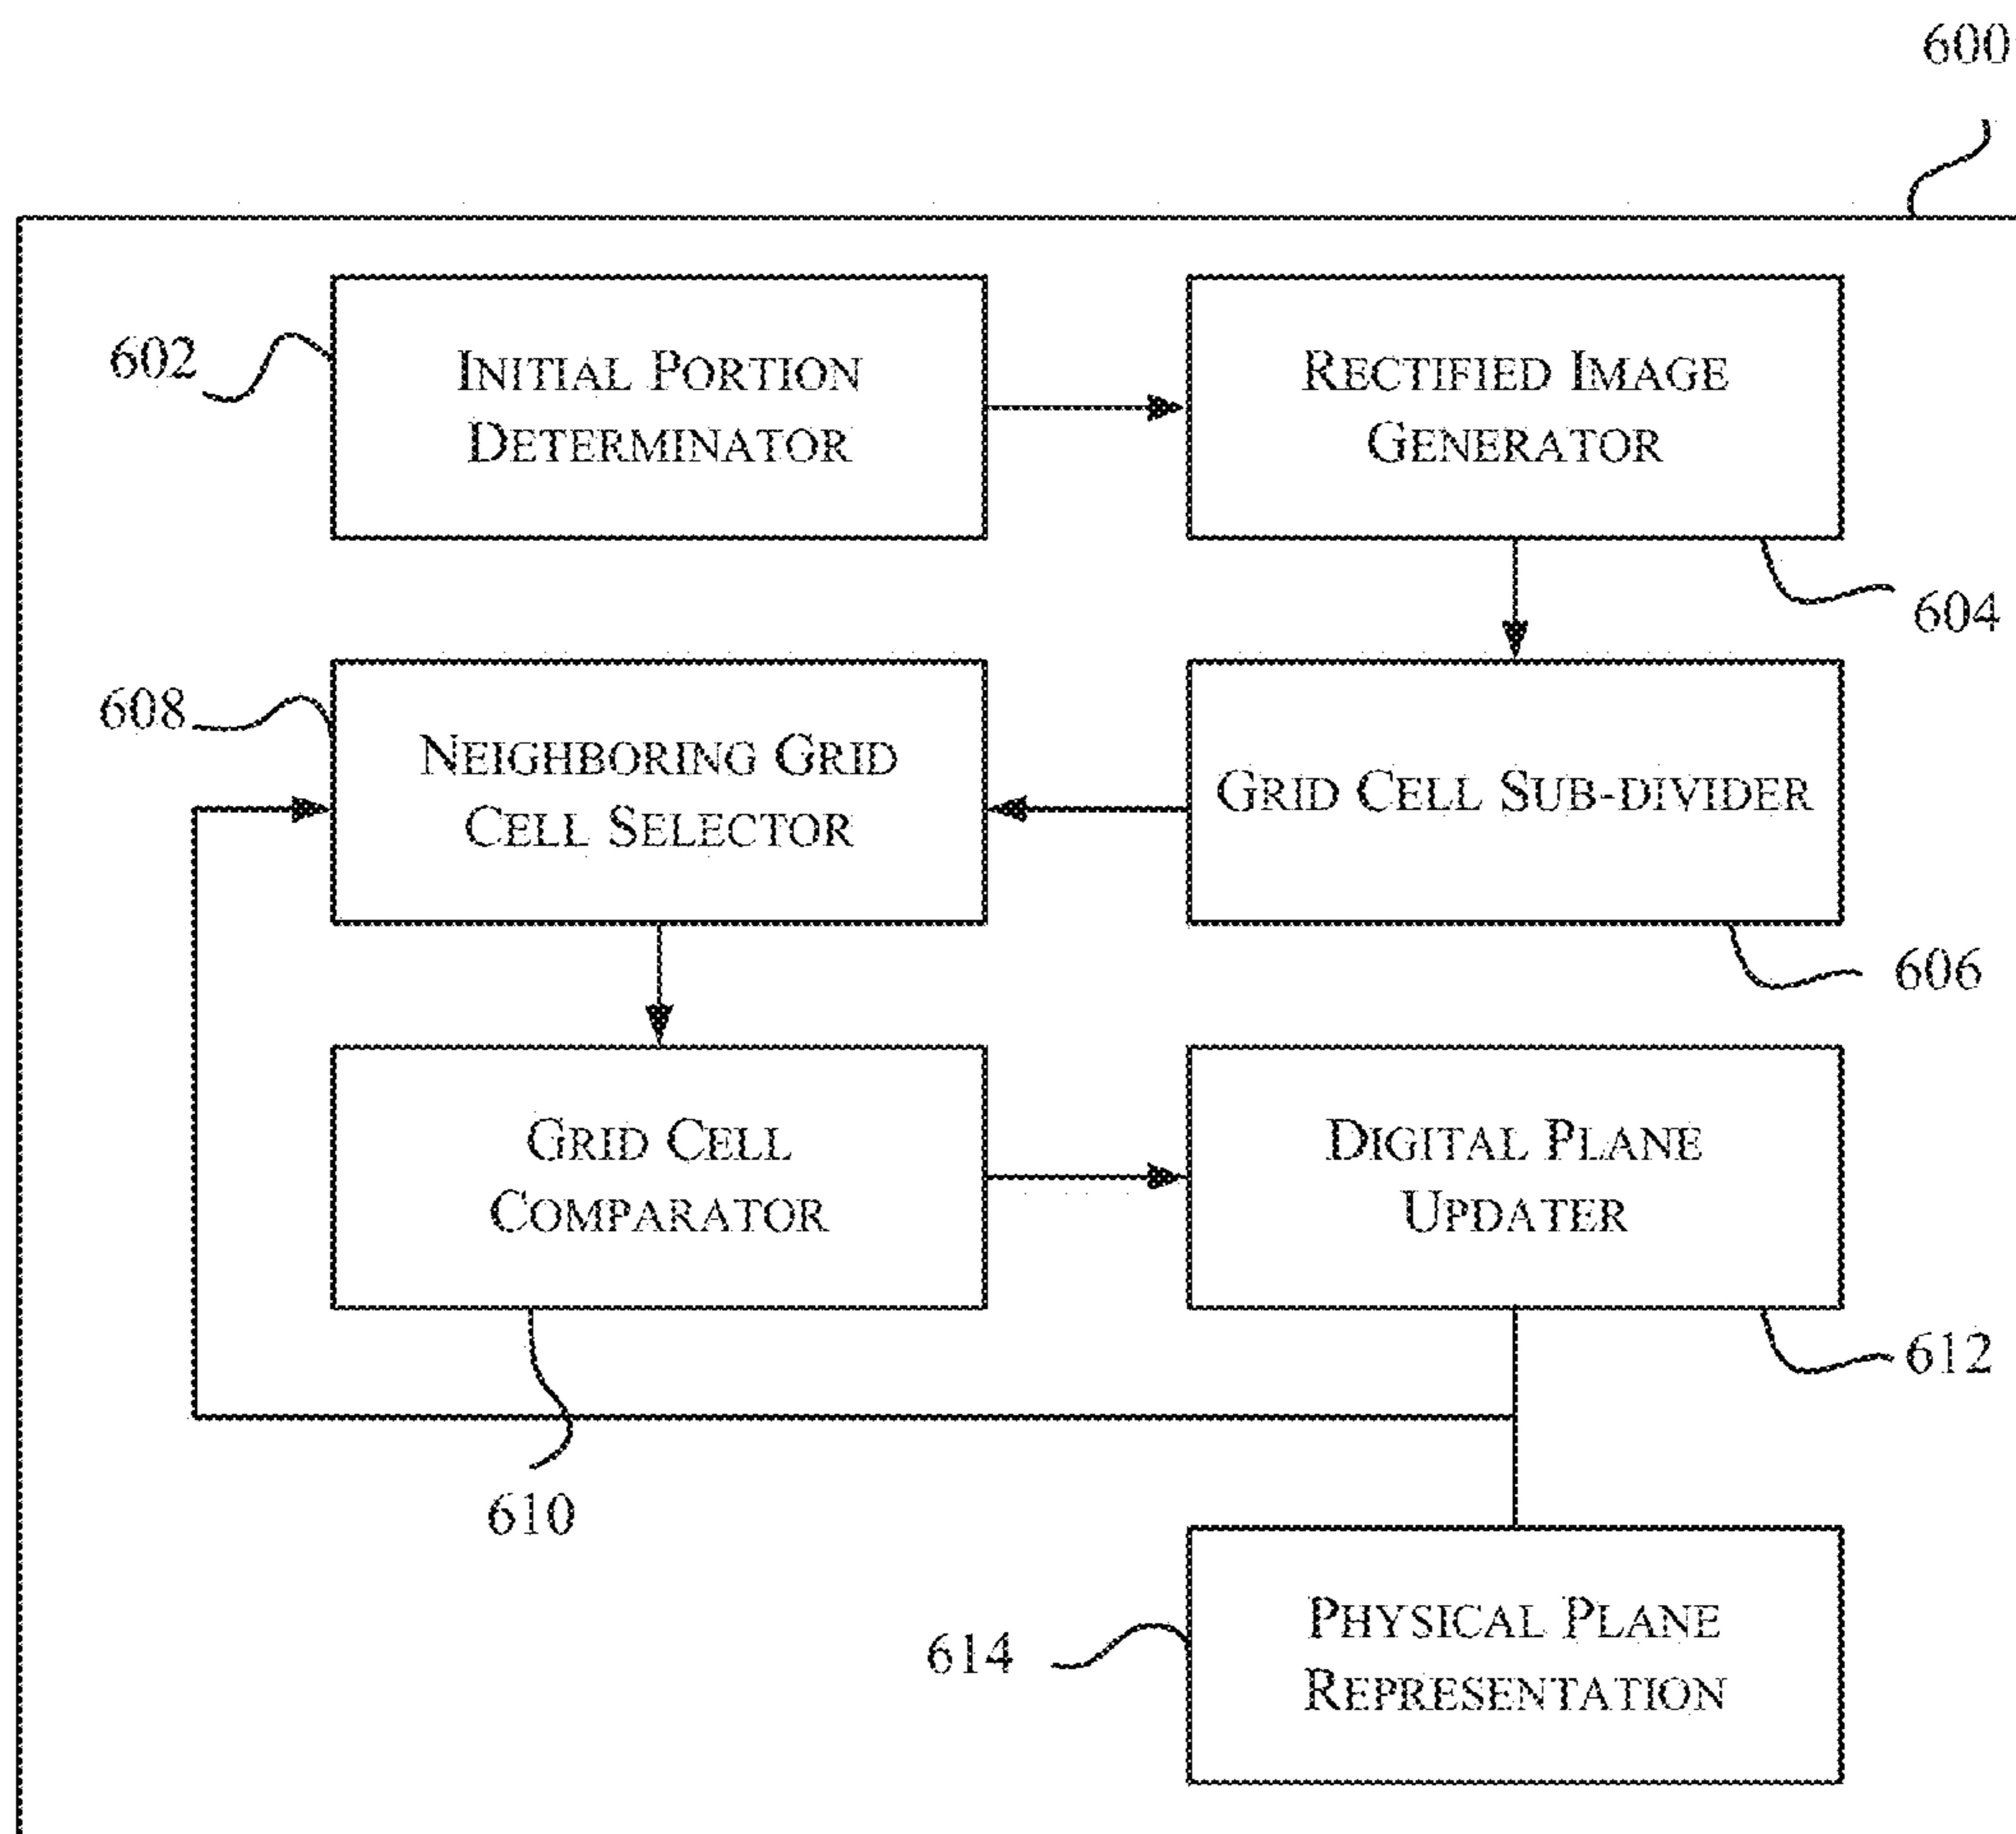 600
602
INITIAL PORTION
DETERMINATOR
RECTIFIED IMAGE
GENERATOR
604
608
NEIGHBORING GRID
CELL SELECTOR
GRID CELL SUB-DIVIDER
606
GRID CELL
COMPARATOR
DIGITAL PLANE
UPDATER
612
610
614
PHYSICAL PLANE
REPRESENTATION